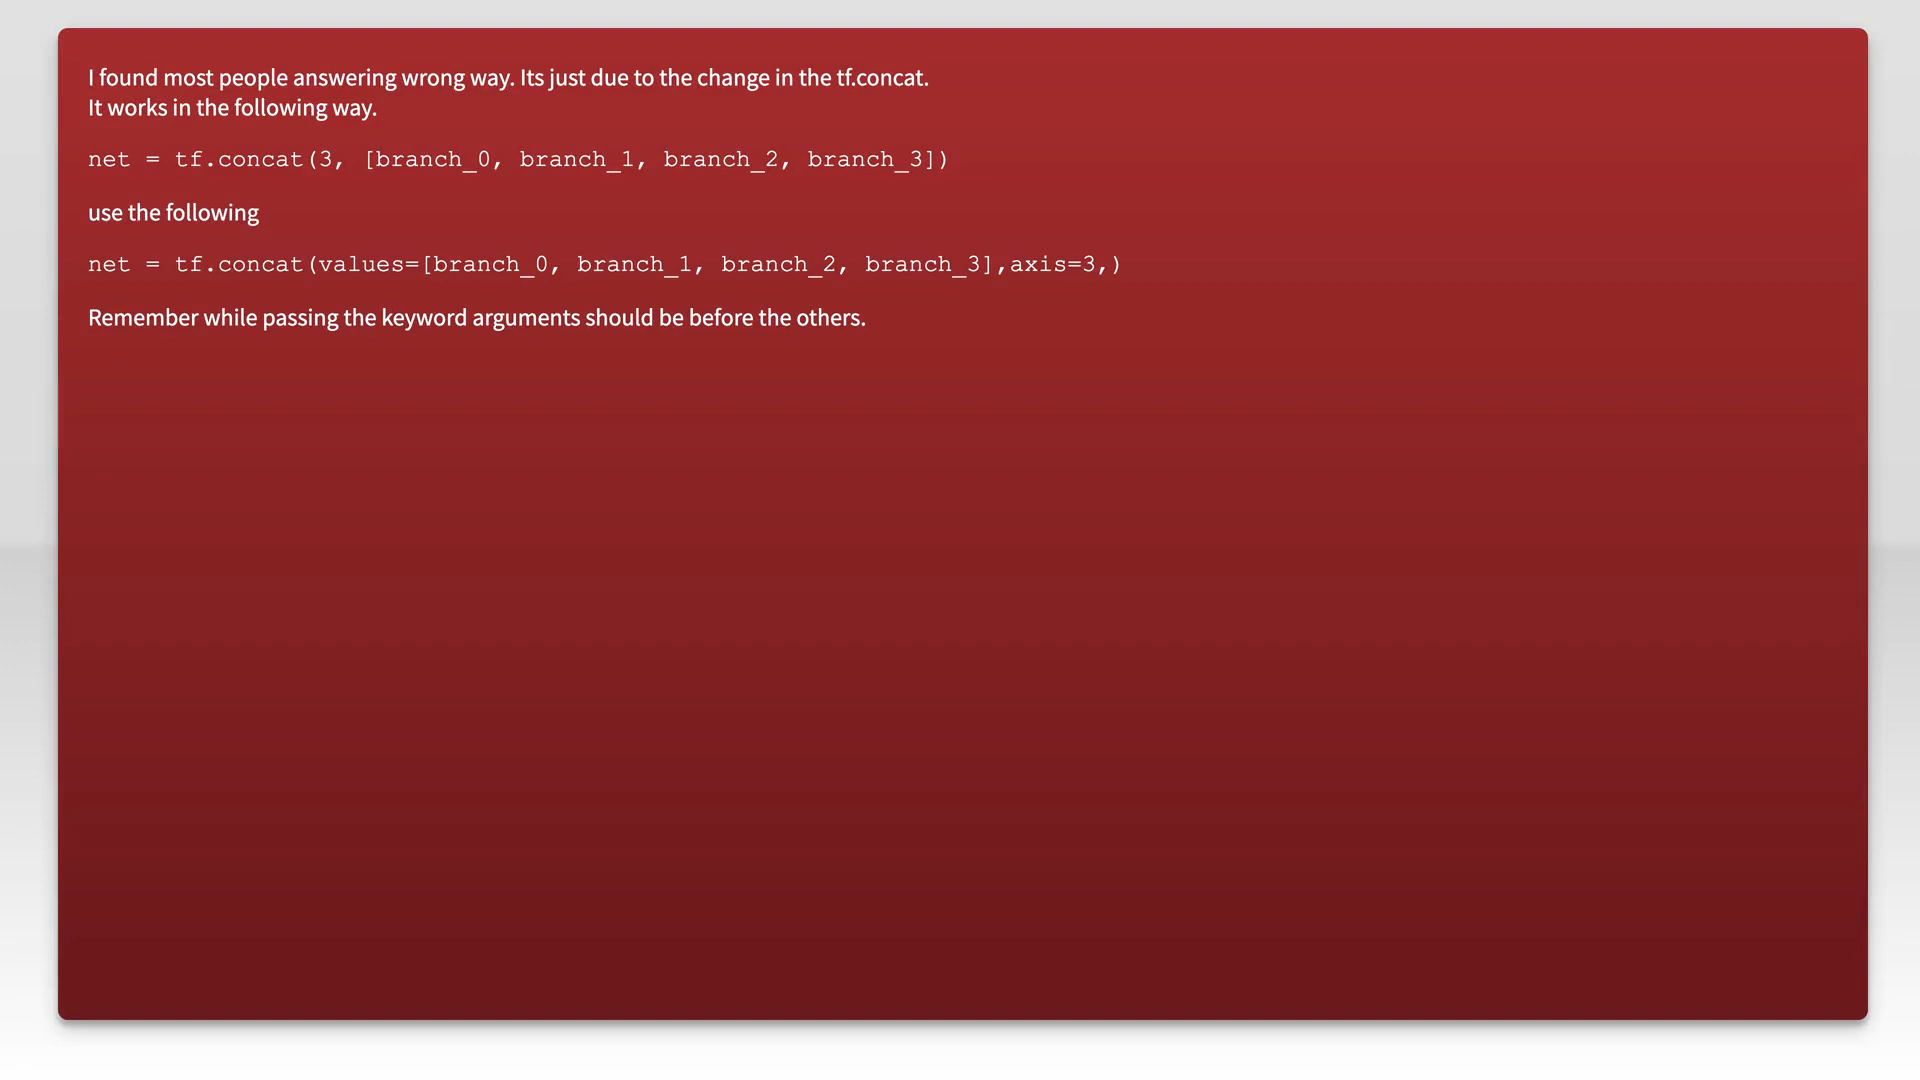 I found most people answering wrong way. Its just due to the change in the tf.concat.
It works in the following way.
net = tf.concat(3, [branch_0, branch_1, branch_2, branch_3])
use the following
net = tf.concat(values=[branch_0, branch_1, branch_2, branch_3],axis=3,)
Remember while passing the keyword arguments should be before the others.